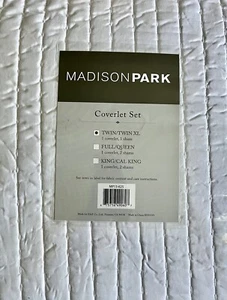 MADISON PARK
Coverlet Set
TWIN/TWIN XL
1 coverlet, 1 sham
FULL/QUEEN
1 coverlet, 2 shams
KING/CAL KING
1 coverlet, 2 shams